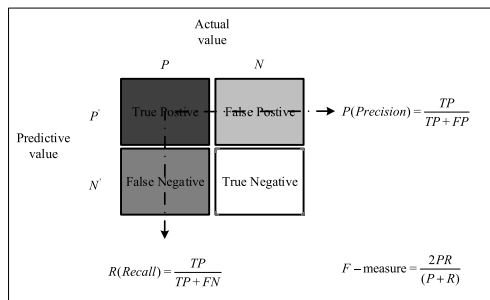 Actual
value
P N
P' True Postive False Postive P(Precision) = TP / (TP + FP)
Predictive
value
N' False Negative True Negative
R(Recall) = TP / (TP + FN)
F – measure = 2PR / (P + R)